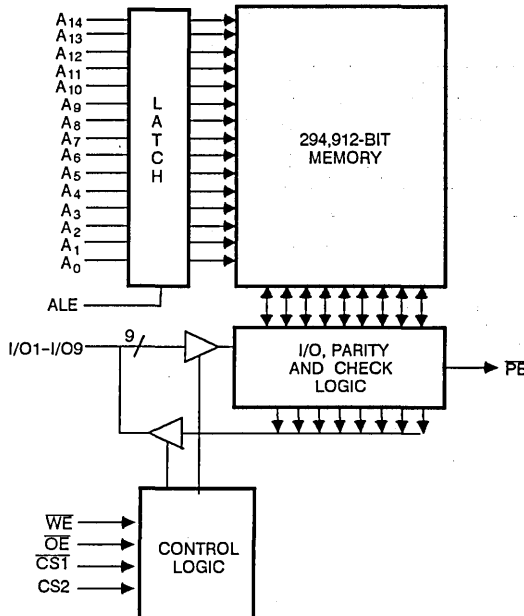 A14
A13
A12
A11
A10
A9
A8
A7
A6
A5
A4
A3
A2
A1
A0
LATCH
294,912-BIT
MEMORY
ALE
I/O1–I/O9
9
I/O, PARITY
AND CHECK
LOGIC
PE
WE
OE
CS1
CS2
CONTROL
LOGIC